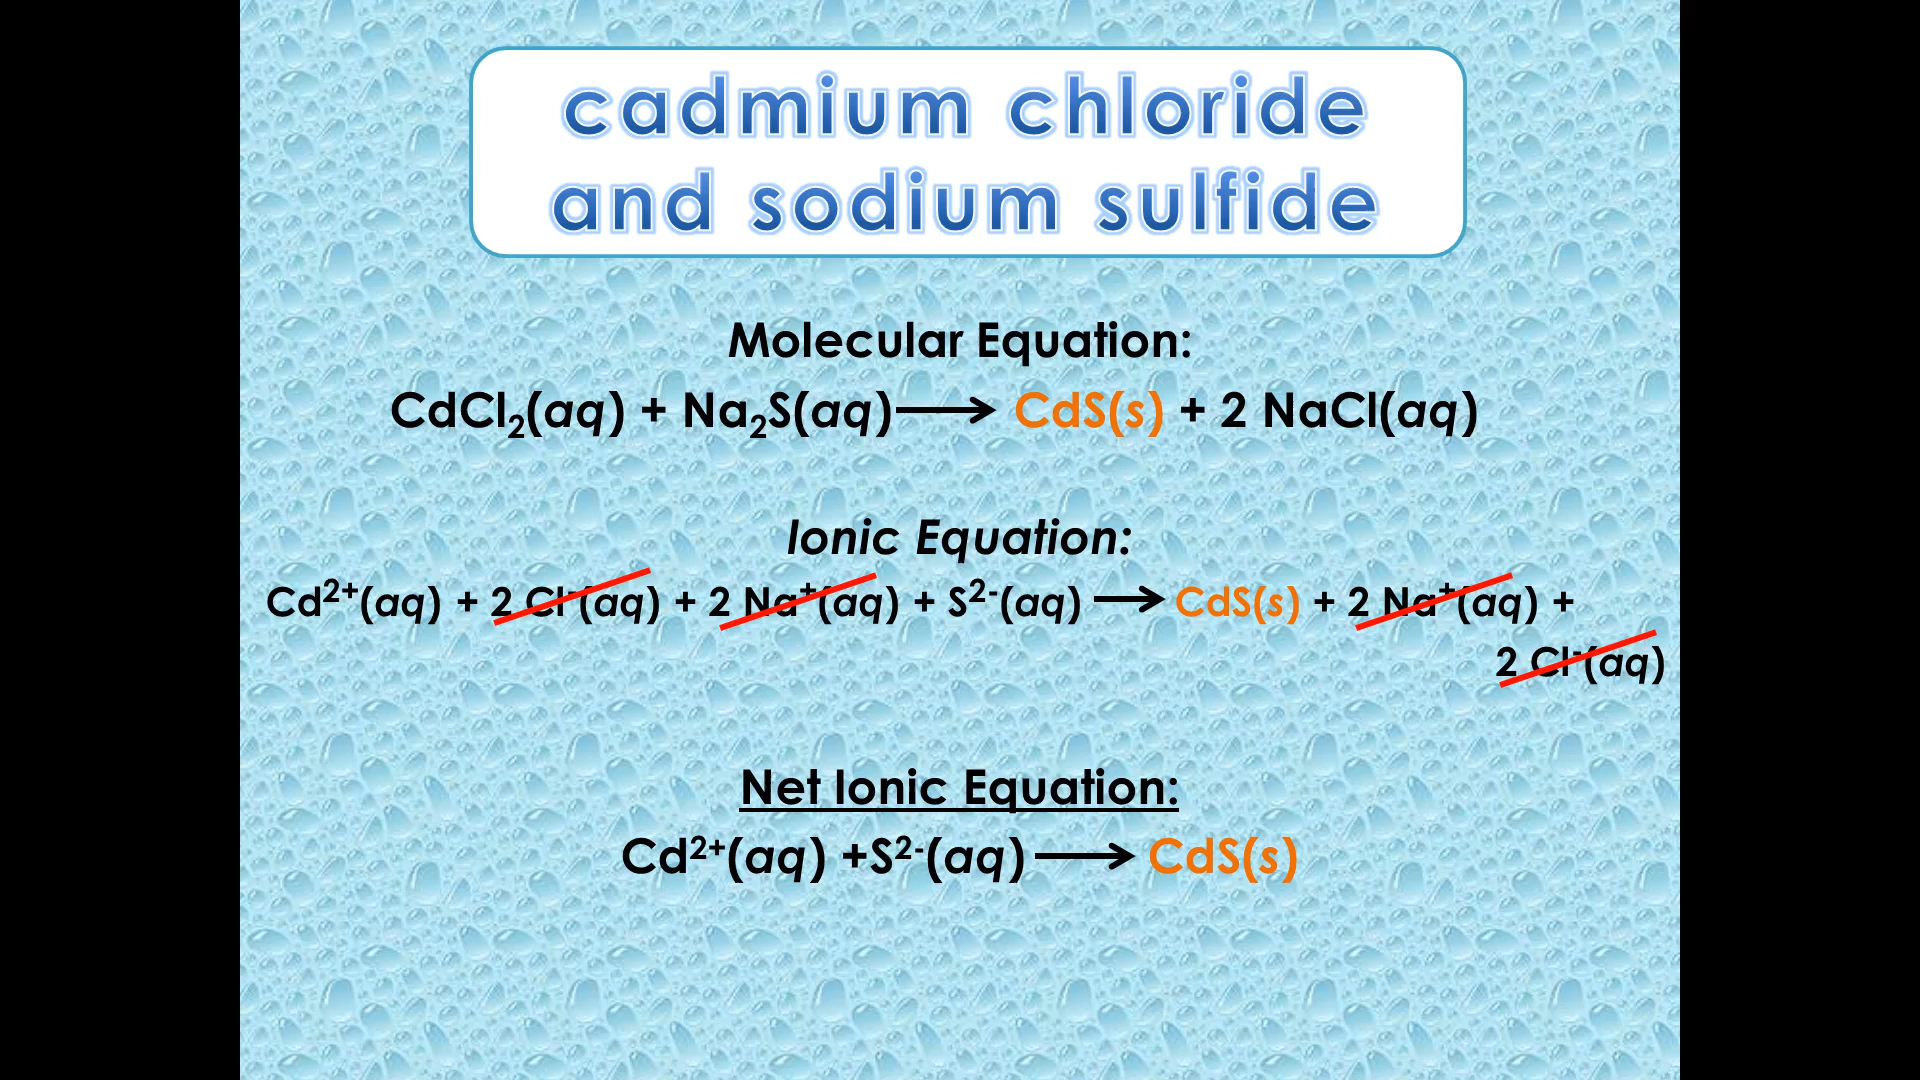 cadmium chloride
and sodium sulfide
Molecular Equation:
CdCl₂(aq) + Na₂S(aq) ⟶ CdS(s) + 2 NaCl(aq)
Ionic Equation:
Cd²⁺(aq) + 2 Cl⁻(aq) + 2 Na⁺(aq) + S²⁻(aq) ⟶ CdS(s) + 2 Na⁺(aq) +
2 Cl⁻(aq)
Net Ionic Equation:
Cd²⁺(aq) +S²⁻(aq) ⟶ CdS(s)